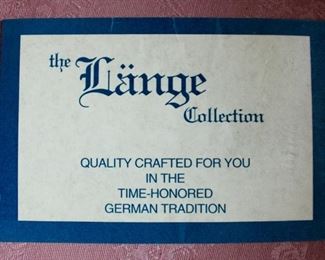 the Länge
Collection
QUALITY CRAFTED FOR YOU
IN THE
TIME-HONORED
GERMAN TRADITION